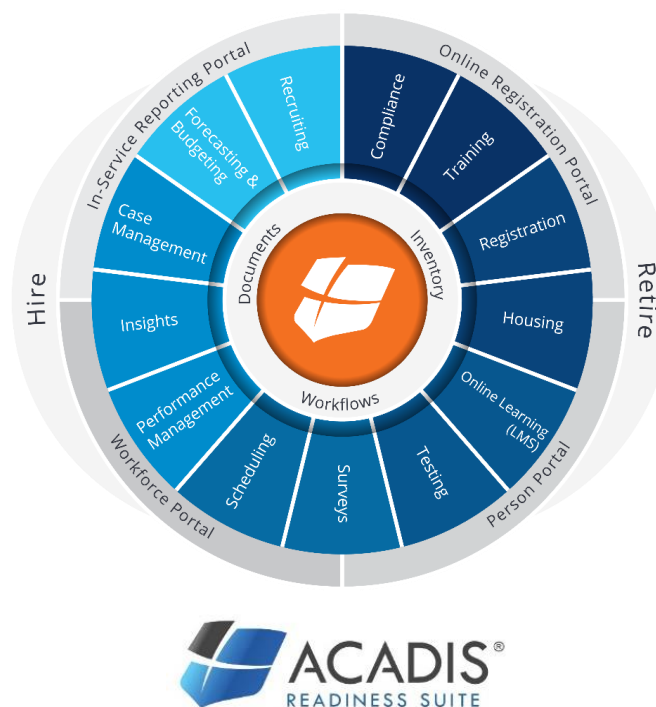 In-Service Reporting Portal
Online Registration Portal
Recruiting
Compliance
Forecasting &
Budgeting
Training
Case
Management
Registration
Documents
Inventory
Hire
Retire
Insights
Housing
Workflows
Performance
Management
Online Learning
(LMS)
Scheduling
Surveys
Testing
Workforce Portal
Person Portal
ACADIS®
READINESS SUITE